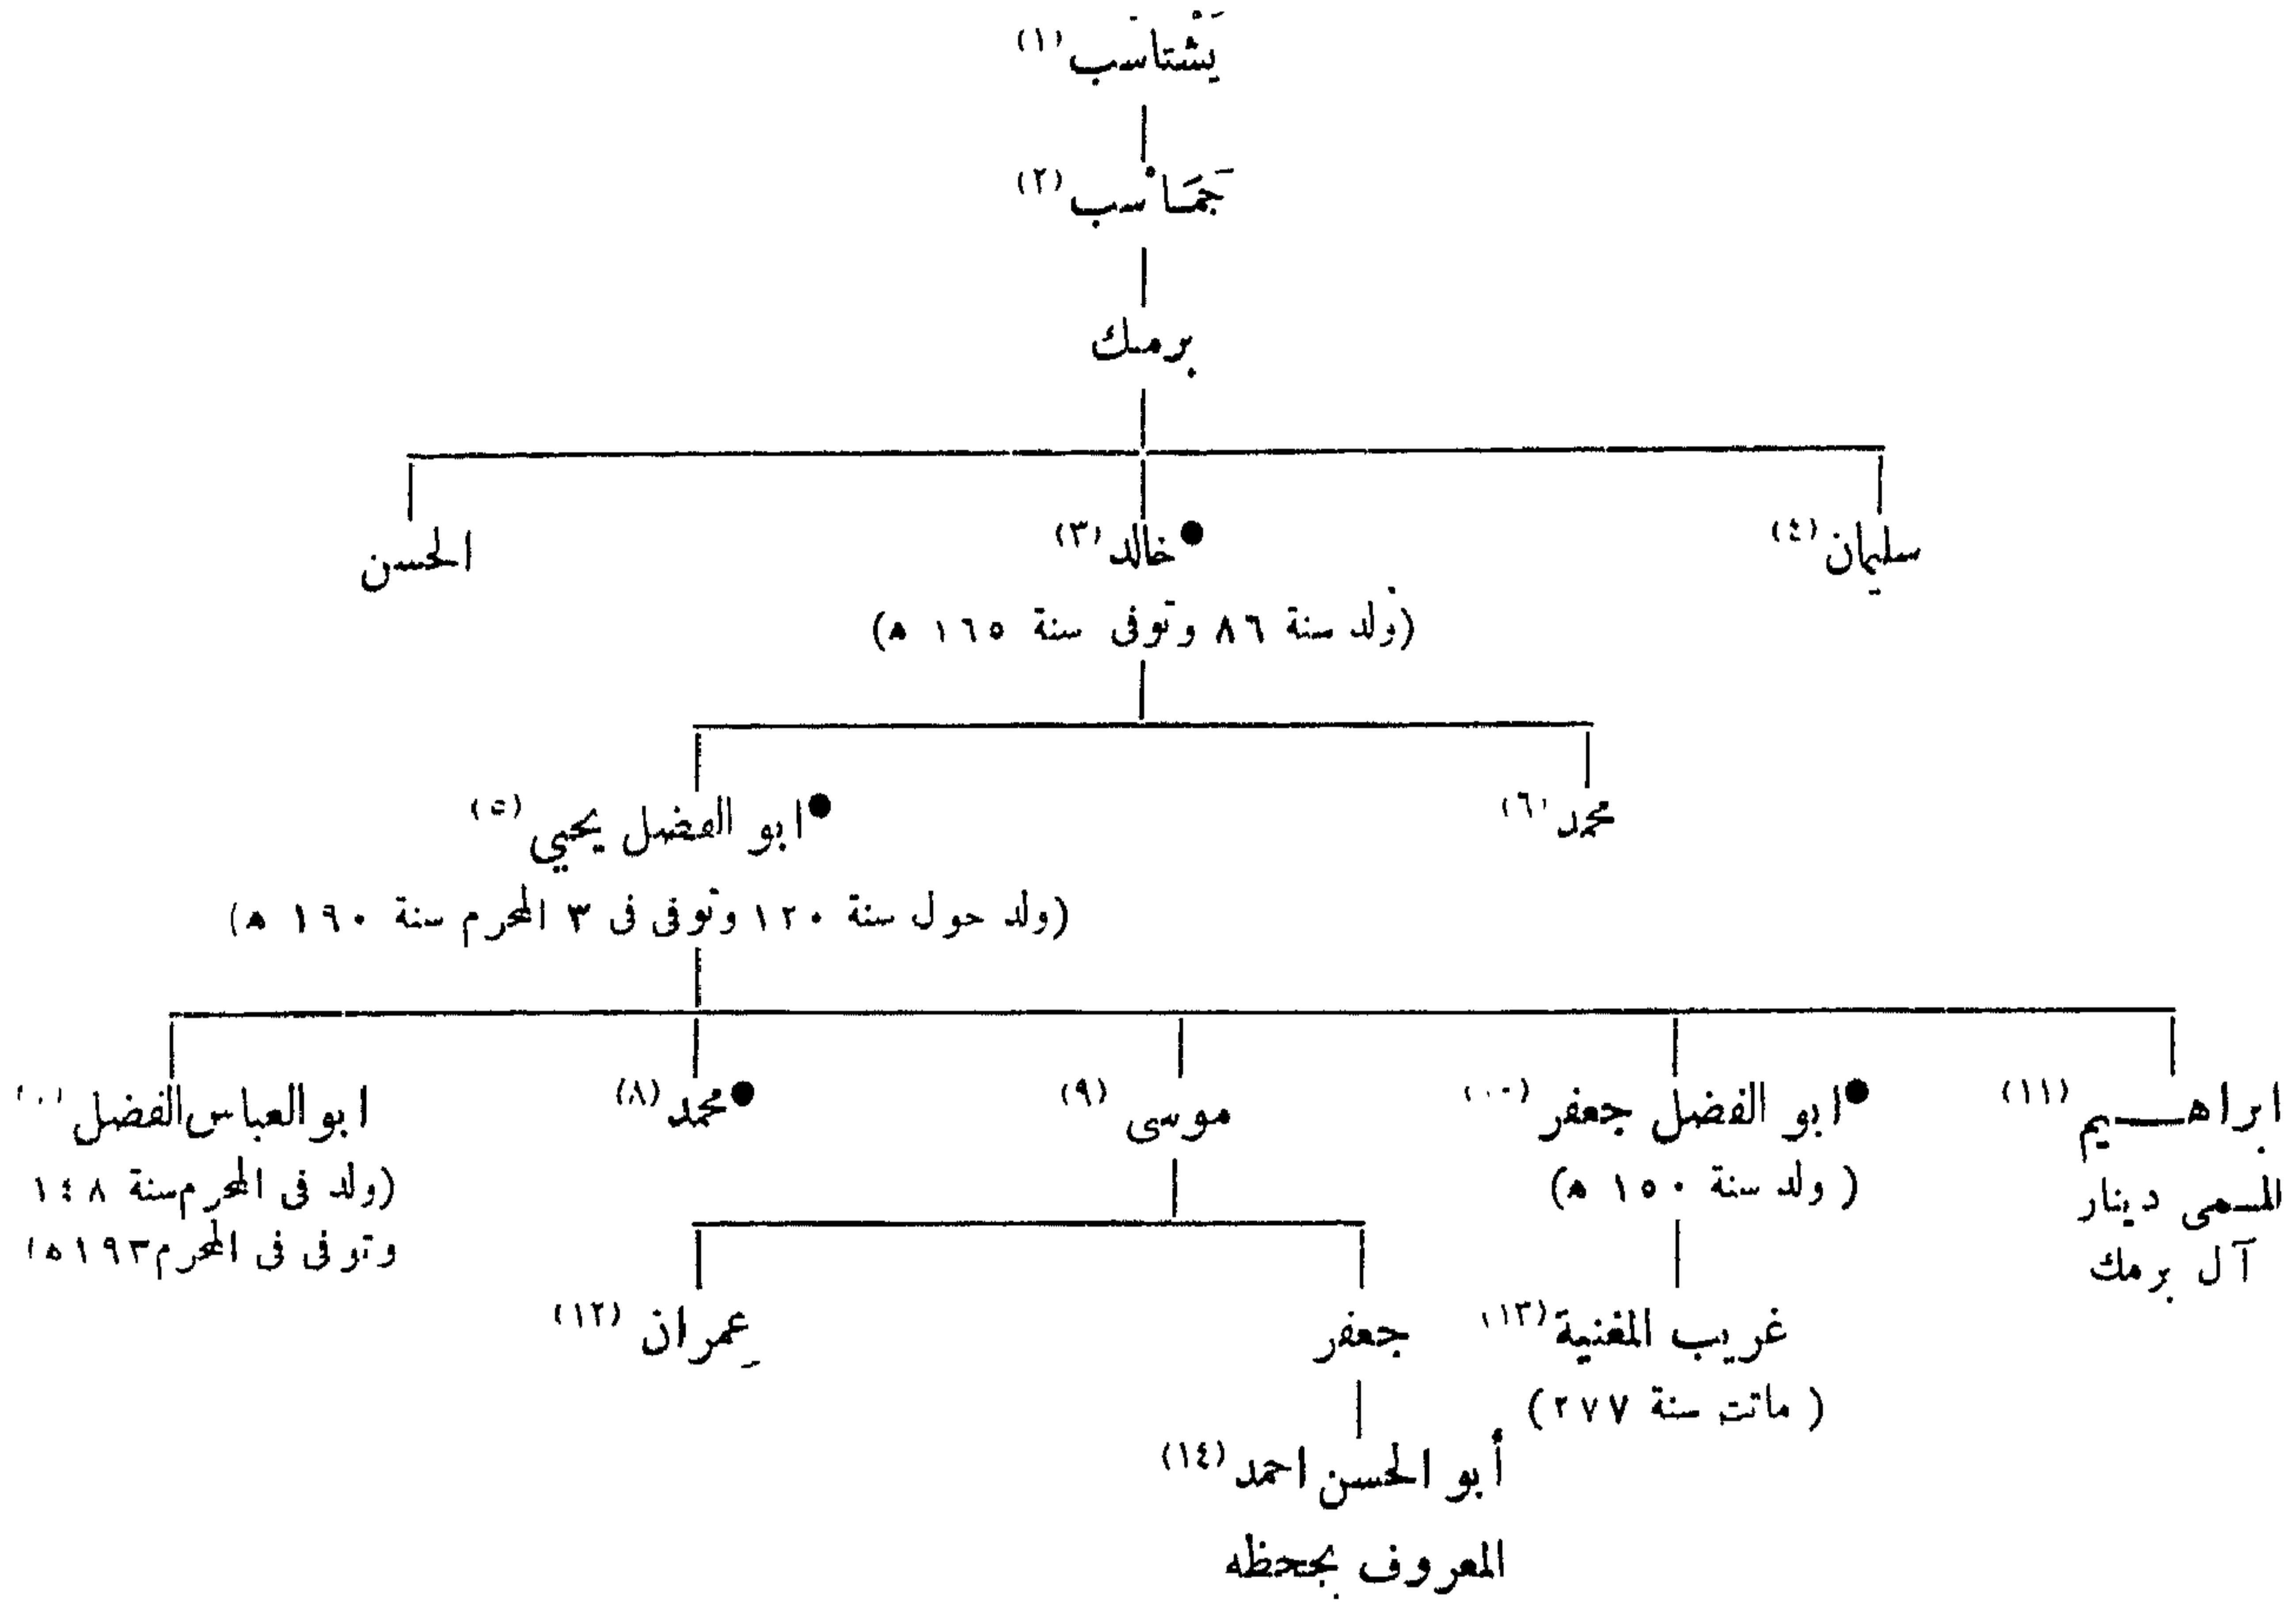 يَشْتاسب (١)
جَمَاسْب (٢)
برمك
سليمان (٤)
●خالد (٣)
الحسن
(ولد سنة ٨٦ وتوفى سنة ١٦٥ ه)
محمد (٦)
●ابو الفضل يحيي (٥)
(ولد حول سنة ١٢٠ وتوفى فى ٣ المحرم سنة ١٩٠ ه)
ابراهيم (١١)
المسمى دينار
آل برمك
●ابو الفضل جعفر
(ولد سنة ١٥٠ ه)
موسى (٩)
●محمد (٨)
ابو العباس الفضل
(ولد فى المحرم سنة ١٤٨
وتوفى فى المحرم ١٩٣ ه)
غريب المغنية (١٣)
(ماتت سنة ٢٧٧)
جعفر
عِمران (١٢)
أبو الحسن احمد (١٤)
المعروف بجحظه